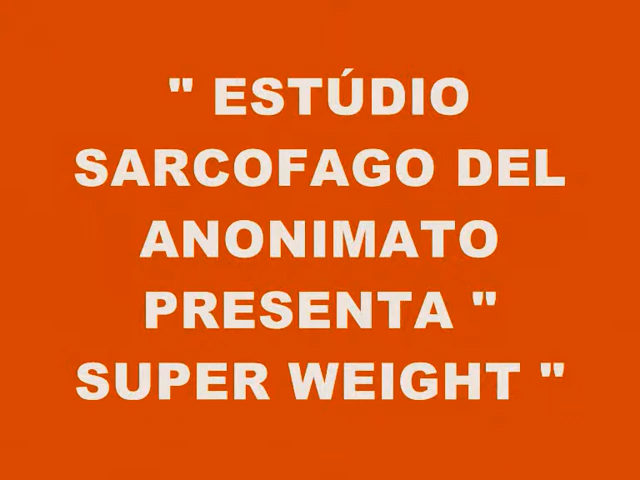 " ESTÚDIO
SARCOFAGO DEL
ANONIMATO
PRESENTA "
SUPER WEIGHT "